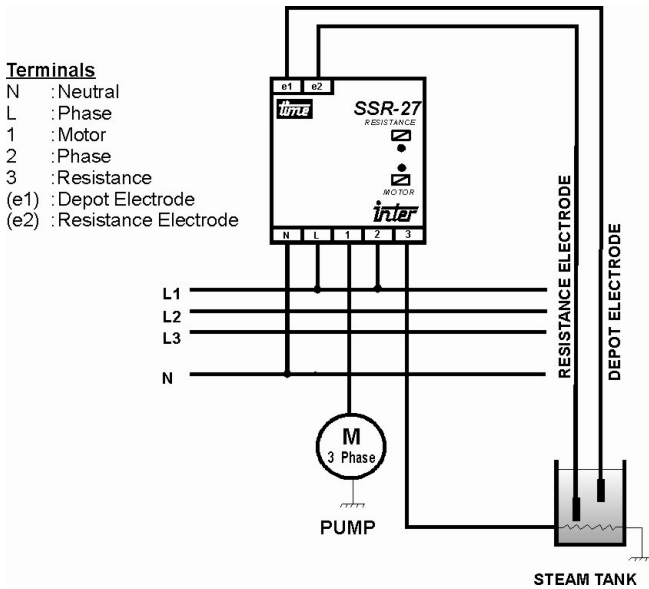 Terminals
N :Neutral
L :Phase
1 :Motor
2 :Phase
3 :Resistance
(e1) :Depot Electrode
(e2) :Resistance Electrode
e1 e2
time
SSR-27
RESISTANCE
MOTOR
inter
N L 1 2 3
L1
L2
L3
N
M
3 Phase
PUMP
RESISTANCE ELECTRODE
DEPOT ELECTRODE
STEAM TANK